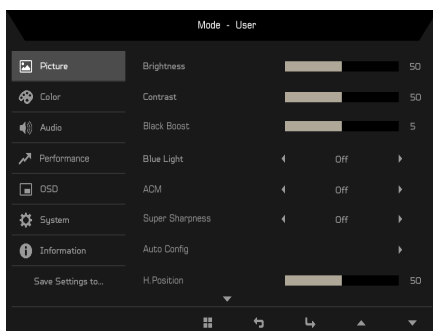 Mode - User
Picture
Brightness 50
Color
Contrast 50
Audio
Black Boost 5
Performance
Blue Light Off
OSD
ACM Off
System
Super Sharpness Off
Information
Auto Config
Save Settings to...
H.Position 50